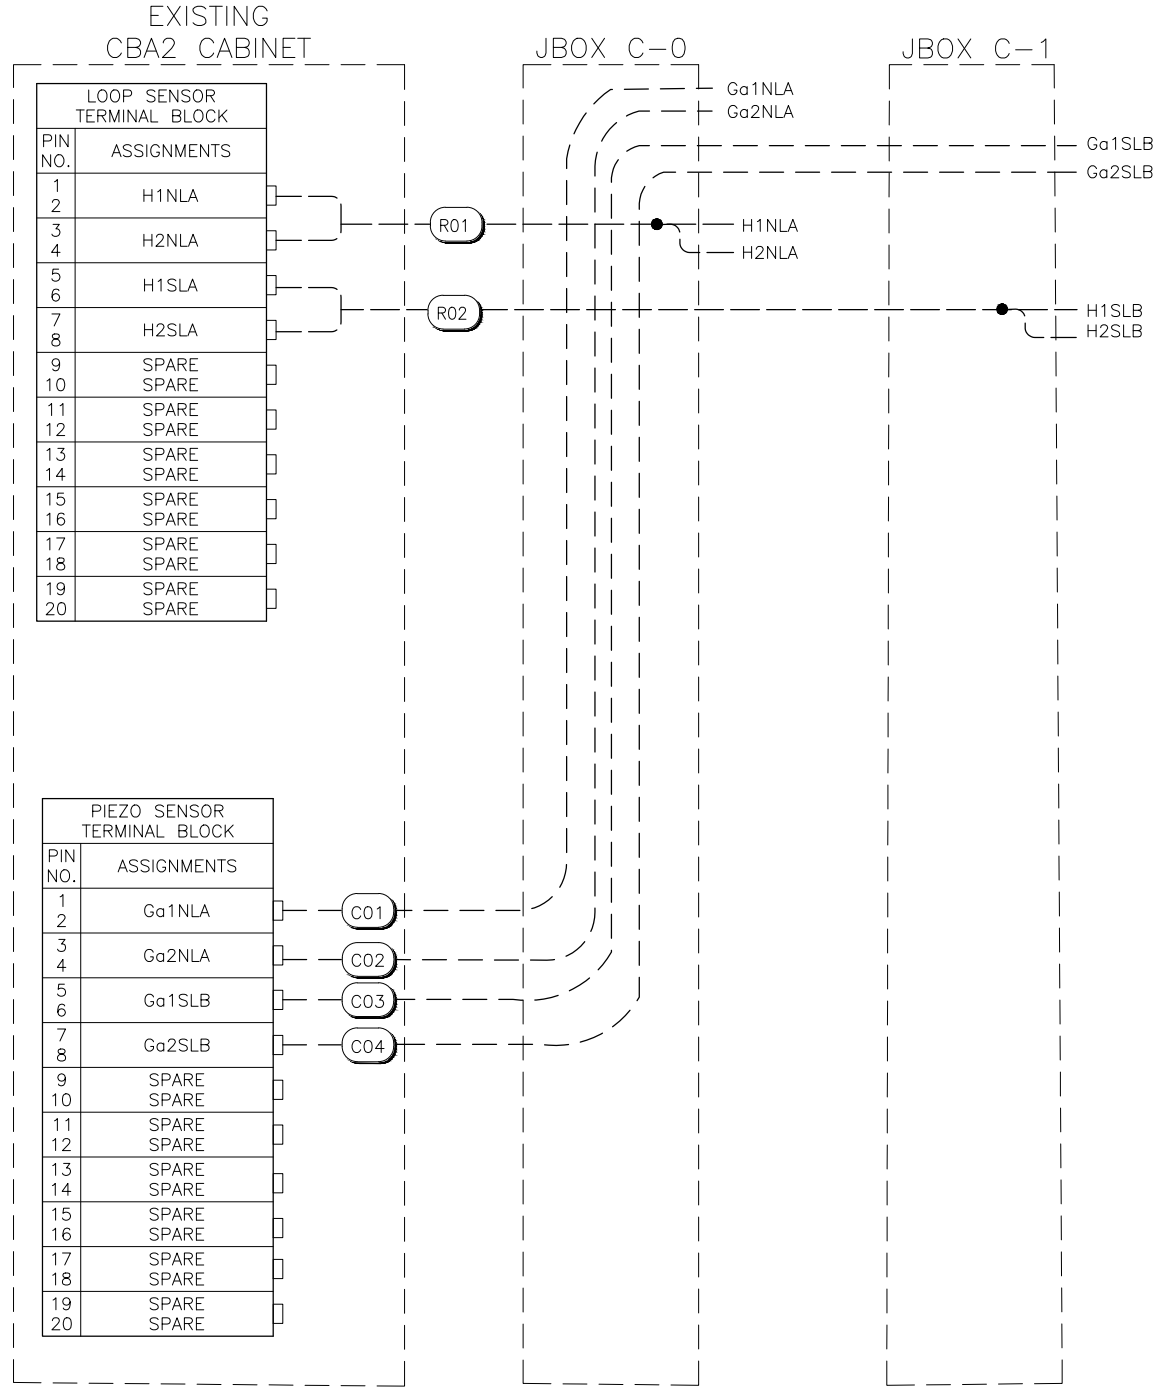 EXISTING
CBA2 CABINET
JBOX C-0
JBOX C-1
LOOP SENSOR
TERMINAL BLOCK
PIN
NO.
ASSIGNMENTS
1
2
H1NLA
3
4
H2NLA
5
6
H1SLA
7
8
H2SLA
9 SPARE
10 SPARE
11 SPARE
12 SPARE
13 SPARE
14 SPARE
15 SPARE
16 SPARE
17 SPARE
18 SPARE
19 SPARE
20 SPARE
R01
R02
Ga1NLA
Ga2NLA
Ga1SLB
Ga2SLB
H1NLA
H2NLA
H1SLB
H2SLB
PIEZO SENSOR
TERMINAL BLOCK
PIN
NO.
ASSIGNMENTS
1
2
Ga1NLA
C01
3
4
Ga2NLA
C02
5
6
Ga1SLB
C03
7
8
Ga2SLB
C04
9 SPARE
10 SPARE
11 SPARE
12 SPARE
13 SPARE
14 SPARE
15 SPARE
16 SPARE
17 SPARE
18 SPARE
19 SPARE
20 SPARE